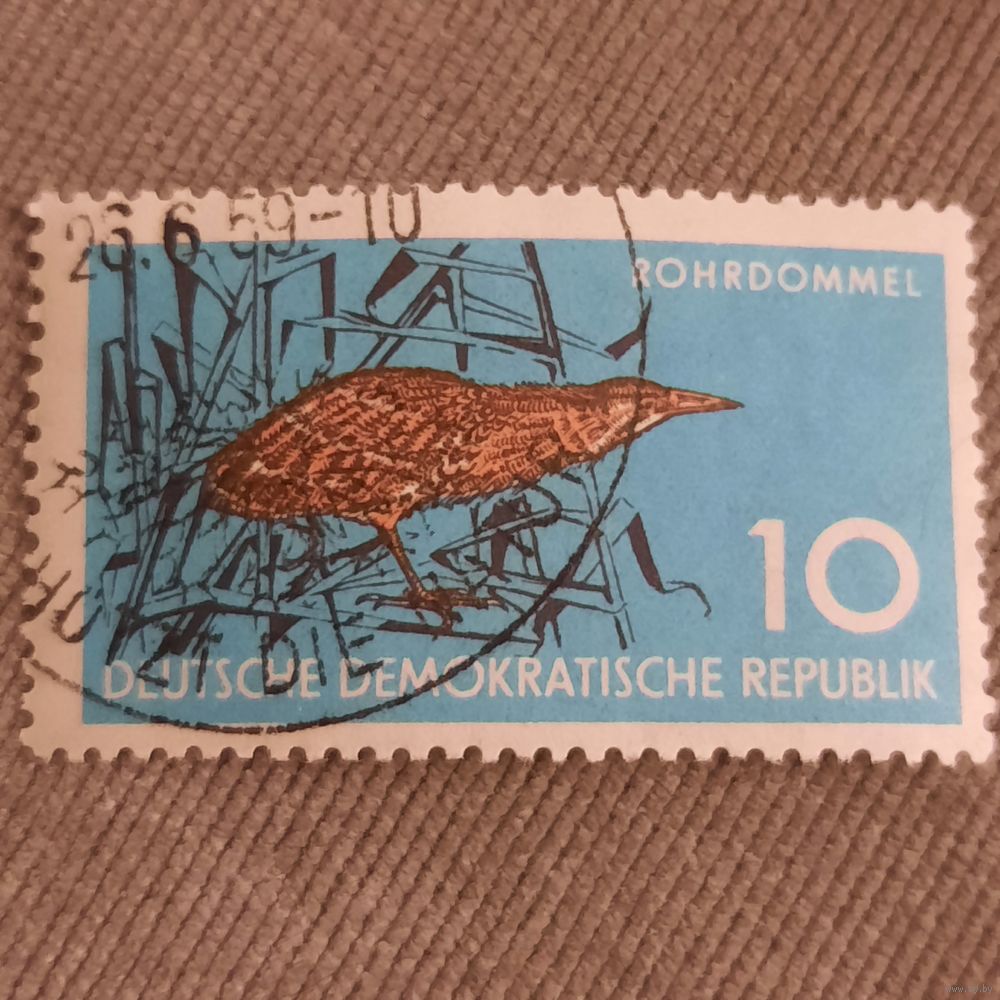 26.6.59-10
ROHRDOMMEL
10
DEUTSCHE DEMOKRATISCHE REPUBLIK